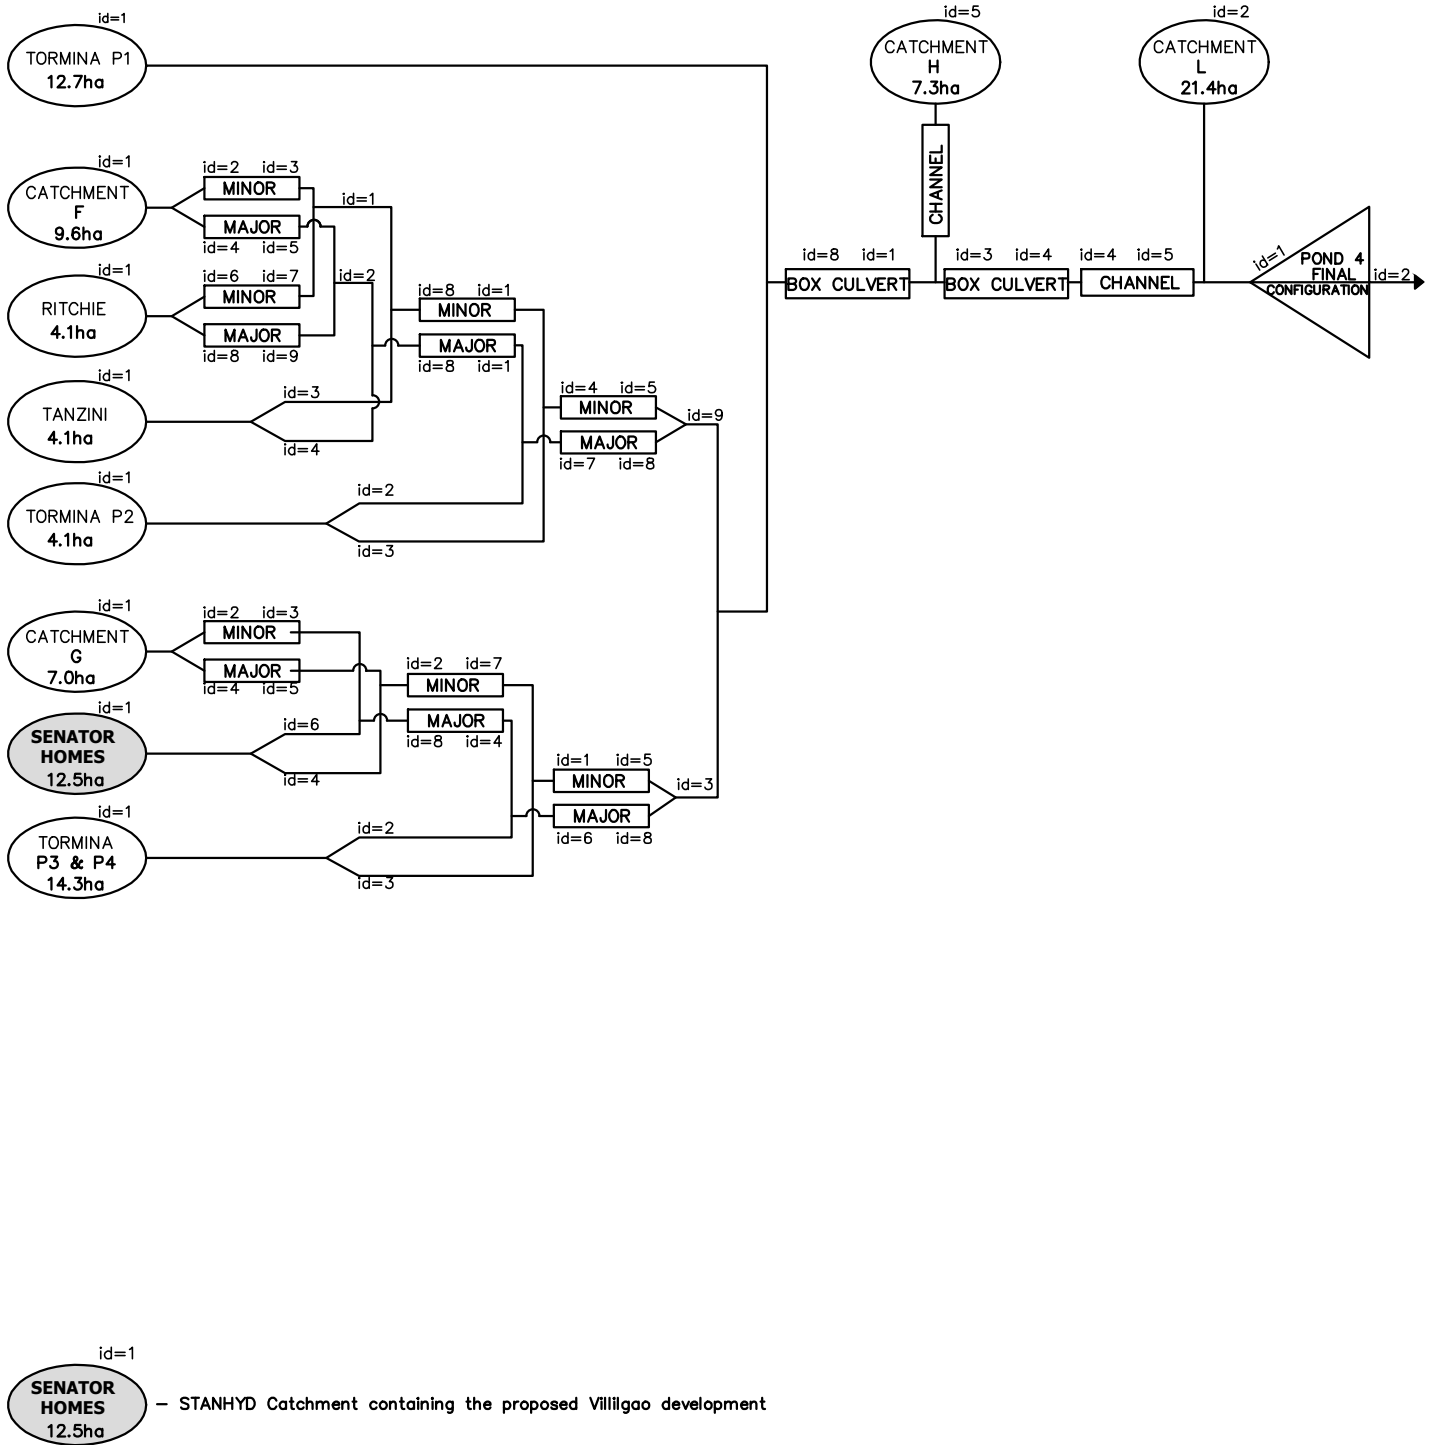 id=1
TORMINA P1
12.7ha
id=5
CATCHMENT
H
7.3ha
CHANNEL
id=2
CATCHMENT
L
21.4ha
id=1
CATCHMENT
F
9.6ha
id=2 id=3
MINOR
MAJOR
id=4 id=5
id=1
id=1
RITCHIE
4.1ha
id=6 id=7
MINOR
MAJOR
id=8 id=9
id=2
id=8 id=1
MINOR
MAJOR
id=8 id=1
id=1
TANZINI
4.1ha
id=3
id=4
id=4 id=5
MINOR
MAJOR
id=7 id=8
id=9
id=1
TORMINA P2
4.1ha
id=2
id=3
id=8 id=1
BOX CULVERT
id=3 id=4
BOX CULVERT
id=4 id=5
CHANNEL
id=1
POND 4
FINAL
CONFIGURATION
id=2
id=1
CATCHMENT
G
7.0ha
id=2 id=3
MINOR
MAJOR
id=4 id=5
id=2 id=7
MINOR
MAJOR
id=8 id=4
id=1
SENATOR
HOMES
12.5ha
id=6
id=4
id=1 id=5
MINOR
MAJOR
id=6 id=8
id=3
id=1
TORMINA
P3 & P4
14.3ha
id=2
id=3
id=1
SENATOR
HOMES
12.5ha
– STANHYD Catchment containing the proposed Villilgao development